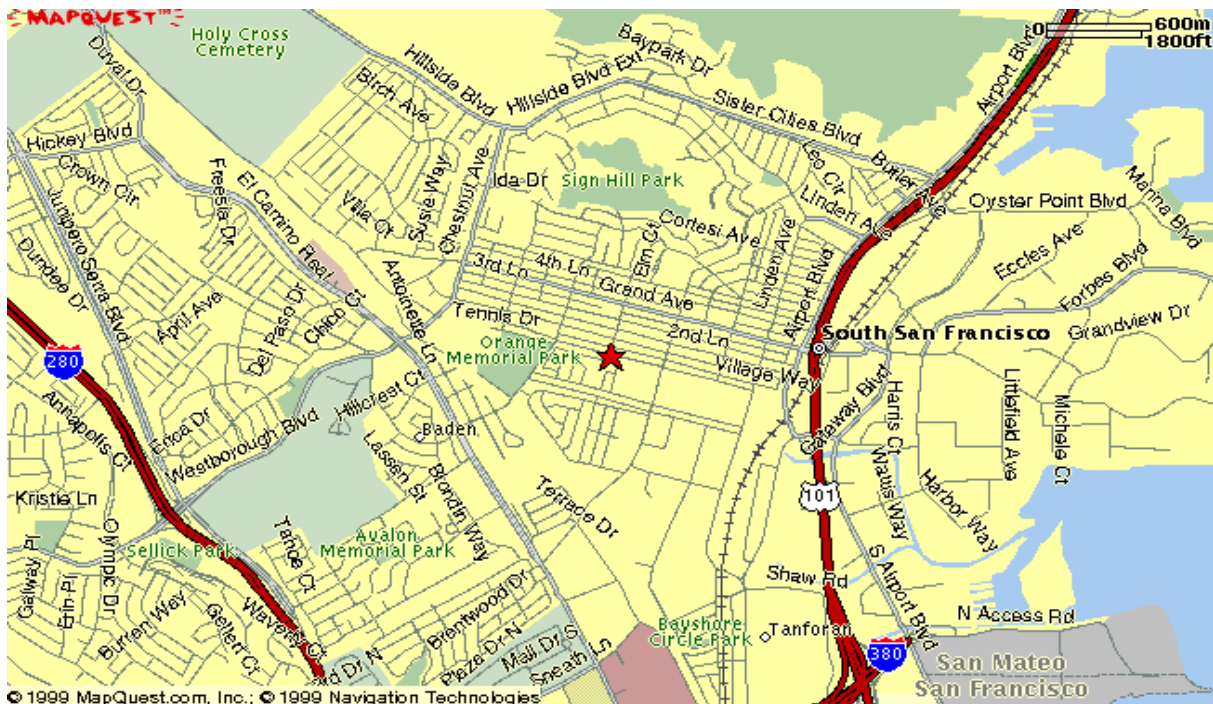 MAPQUEST™
Holy Cross
Cemetery
Duval Dr
Hillside Blvd
Hillside Blvd Ext
Baypark Dr
Airport Blvd
0 600m
1800ft
Birch Ave
Sister Cities Blvd
Hickey Blvd
Crown Cir
Freesia Dr
El Camino Real
Susie Way
Chestnut Ave
Ida Dr
Sign Hill Park
Leo Cir
Linden Ave
Oyster Point Blvd
Marina Blvd
Villa Ct
Cortesi Ave
Elm Ct
Linden Ave
Airport Blvd
Eccles Ave
Forbes Blvd
Junipero Serra Blvd
Dundee Dr
April Ave
Del Paso Dr
Chico Ct
Antoinette Ln
3rd Ln
4th Ln
Grand Ave
2nd Ln
Tennis Dr
Orange
Memorial Park
South San Francisco
Grandview Dr
Village Way
280
Annapolis Ct
Erica Dr
Westborough Blvd
Hillcrest Ct
Baden
Gateway Blvd
Harris Ct
Littlefield Ave
Michele Ct
Lassen St
Blondin Way
Kristie Ln
Olympic Dr
Terrace Dr
101
Wattis Way
Harbor Way
Sellick Park
Tahoe Ct
Avalon
Memorial Park
Galway Pl
Erin Pl
Burren Way
Gellert Ct
Waverly Ct
Brentwood Dr
Plaza Dr N
Mall Dr S
Sneath Ln
3rd Dr N
Shaw Rd
S Airport Blvd
N Access Rd
Bayshore
Circle Park
Tanforan
380
San Mateo
San Francisco
© 1999 MapQuest.com, Inc.; © 1999 Navigation Technologies